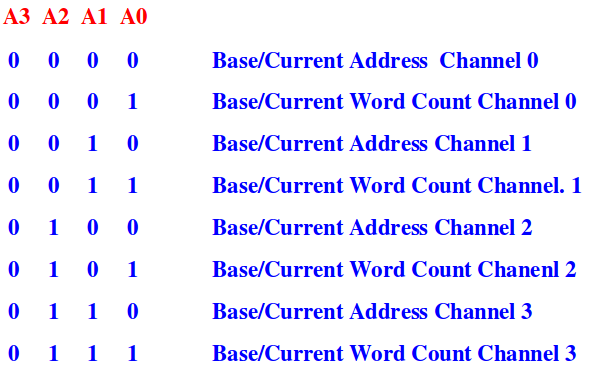 A3 A2 A1 A0
0 0 0 0 Base/Current Address Channel 0
0 0 0 1 Base/Current Word Count Channel 0
0 0 1 0 Base/Current Address Channel 1
0 0 1 1 Base/Current Word Count Channel. 1
0 1 0 0 Base/Current Address Channel 2
0 1 0 1 Base/Current Word Count Chanenl 2
0 1 1 0 Base/Current Address Channel 3
0 1 1 1 Base/Current Word Count Channel 3